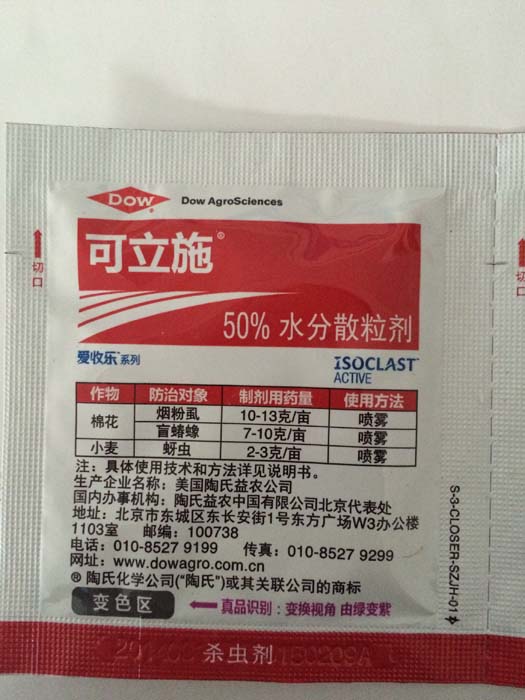 DOW Dow AgroSciences
可立施®
50% 水分散粒剂
爱收乐™系列
ISOCLAST™
ACTIVE
作物 防治对象 制剂用药量 使用方法
棉花 烟粉虱 10-13克/亩 喷雾
盲蝽蟓 7-10克/亩 喷雾
小麦 蚜虫 2-3克/亩 喷雾
注：具体使用技术和方法详见说明书。
生产企业名称：美国陶氏益农公司
国内办事机构：陶氏益农中国有限公司北京代表处
地址：北京市东城区东长安街1号东方广场W3办公楼
1103室 邮编：100738
电话：010-8527 9199 传真：010-8527 9299
网址：www.dowagro.com.cn
® 陶氏化学公司(“陶氏”)或其关联公司的商标
变色区 真品识别：变换视角 由绿变紫
杀虫剂
切口
切口
S-3-CLOSER-SZJH-01